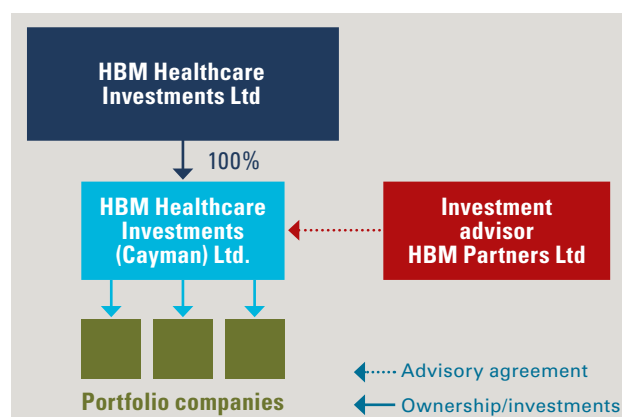 HBM Healthcare
Investments Ltd
100%
HBM Healthcare
Investments
(Cayman) Ltd.
Investment
advisor
HBM Partners Ltd
Portfolio companies
Advisory agreement
Ownership/investments